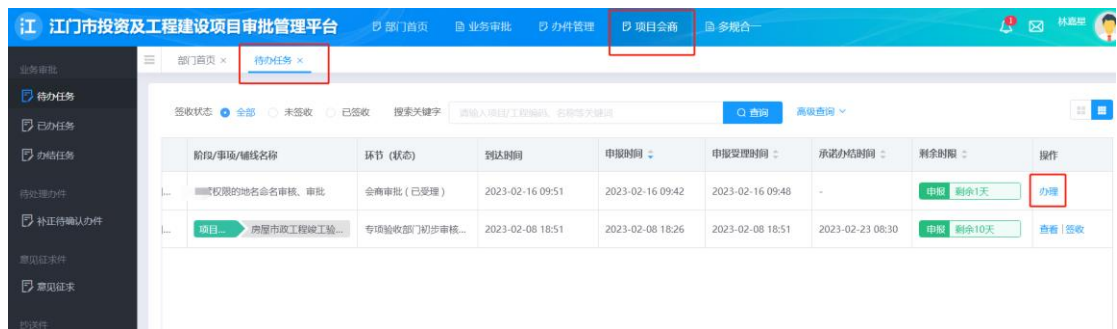 江 江门市投资及工程建设项目审批管理平台 部门首页 业务审批 办件管理 项目会商 多规合一 1
业务审批 部门首页 × 待办任务 ×
待办任务
已办任务
办结任务
待处理办件
补正待确认办件
意见征求件
意见征求
签收状态 全部 未签收 已签收 搜索关键字 请输入项目/工程编码、名称等关键词 查询 高级查询
阶段/事项/辅线名称 环节 (状态) 到达时间 申报时间 申报受理时间 承诺办结时间 剩余时限 操作
... 权限的地名命名审核、审批 会商审批 (已受理) 2023-02-16 09:51 2023-02-16 09:42 2023-02-16 09:48 - 申报 剩余1天 办理
... 项目... 房屋市政工程竣工验... 专项验收部门初步审核... 2023-02-08 18:51 2023-02-08 18:26 2023-02-08 18:51 2023-02-23 08:30 申报 剩余10天 查看 | 签收